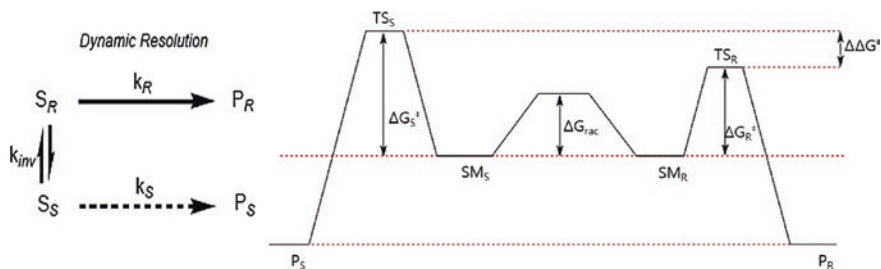 Dynamic Resolution
k_R
S_R P_R
k_inv
k_S
S_S P_S
TS_S
ΔΔG‡
TS_R
ΔG_S‡
ΔG_rac
ΔG_R‡
SM_S
SM_R
P_S
P_R